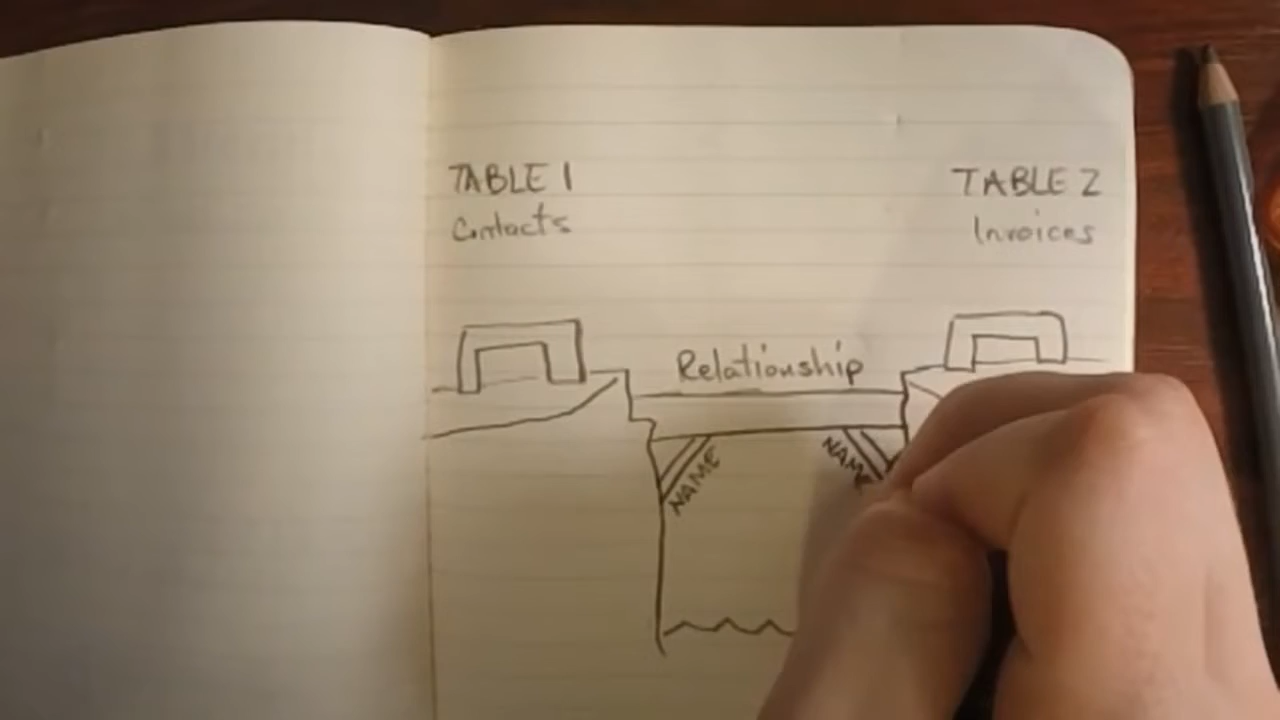 TABLE 1
Contacts
TABLE 2
Invoices
Relationship
NAME
NAME